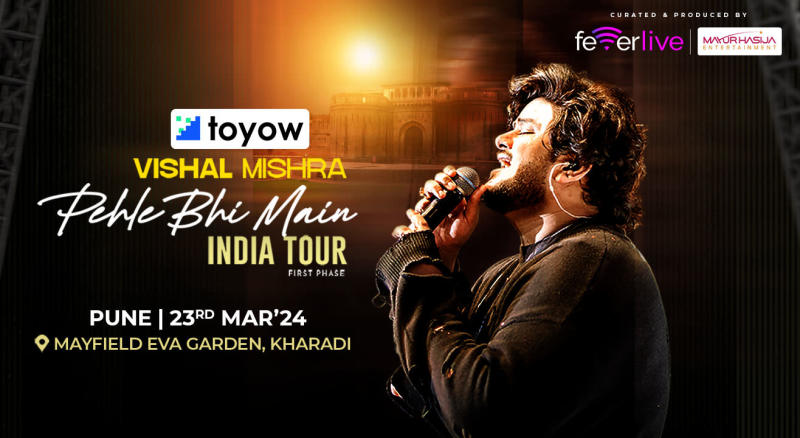 CURATED & PRODUCED BY
feverlive
MAYUR HASIJA
ENTERTAINMENT
toyow
VISHAL MISHRA
Pehle Bhi Main
INDIA TOUR
FIRST PHASE
PUNE | 23RD MAR'24
MAYFIELD EVA GARDEN, KHARADI